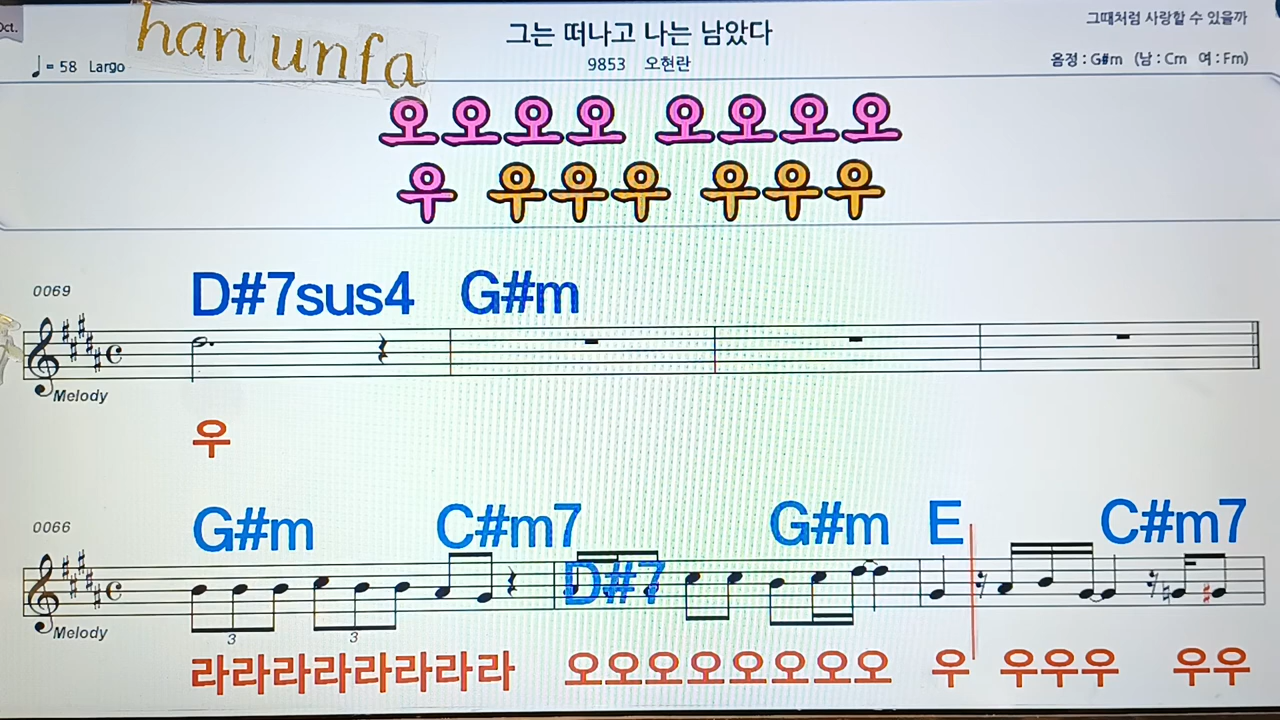 Oct.
han unfa
그는 떠나고 나는 남았다
그때처럼 사랑할 수 있을까
♩= 58 Largo
9853 오현란
음정 : G#m (남 : Cm 여 : Fm)
오오오오 오오오오
우 우우우 우우우
0069
D#7sus4 G#m
Melody
우
0066
G#m C#m7 D#7 G#m E C#m7
3 3
Melody
라라라라라라라라 오오오오오오오오 우 우우우 우우